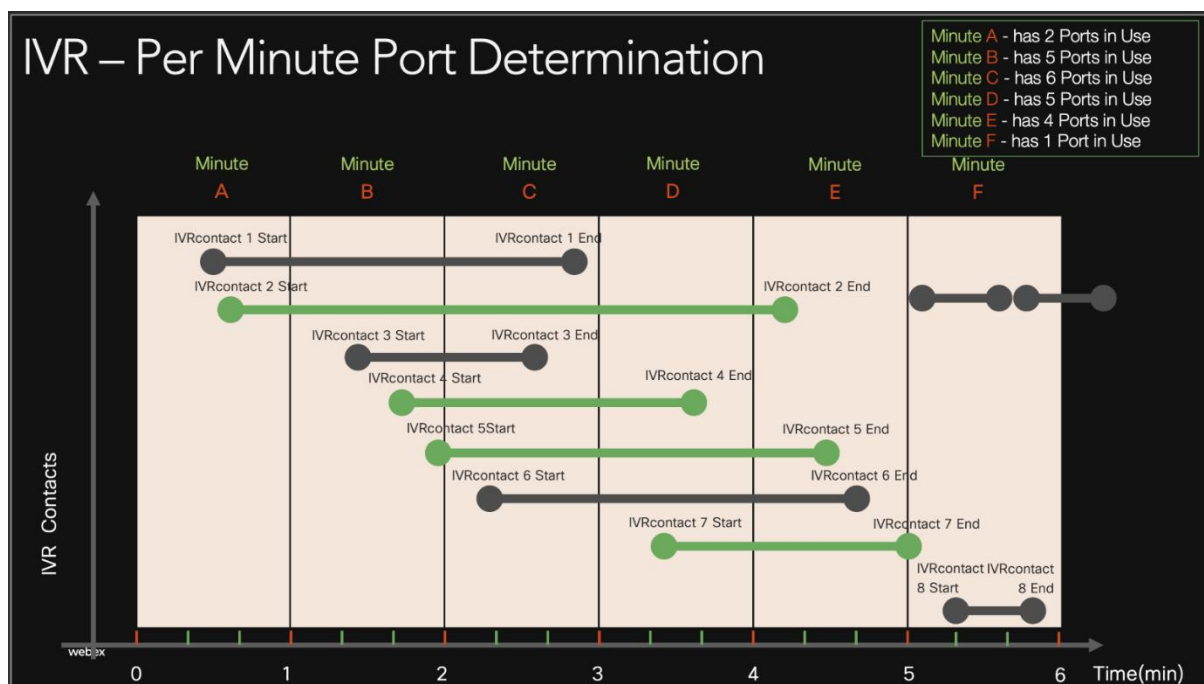 IVR – Per Minute Port Determination
Minute A - has 2 Ports in Use
Minute B - has 5 Ports in Use
Minute C - has 6 Ports in Use
Minute D - has 5 Ports in Use
Minute E - has 4 Ports in Use
Minute F - has 1 Port in Use
Minute Minute Minute Minute Minute Minute
A B C D E F
IVRcontact 1 Start IVRcontact 1 End
IVRcontact 2 Start IVRcontact 2 End
IVRcontact 3 Start IVRcontact 3 End
IVRcontact 4 Start IVRcontact 4 End
IVRcontact 5Start IVRcontact 5 End
IVRcontact 6 Start IVRcontact 6 End
IVRcontact 7 Start IVRcontact 7 End
IVRcontact IVRcontact
8 Start 8 End
IVR Contacts
webex
0 1 2 3 4 5 6 Time(min)